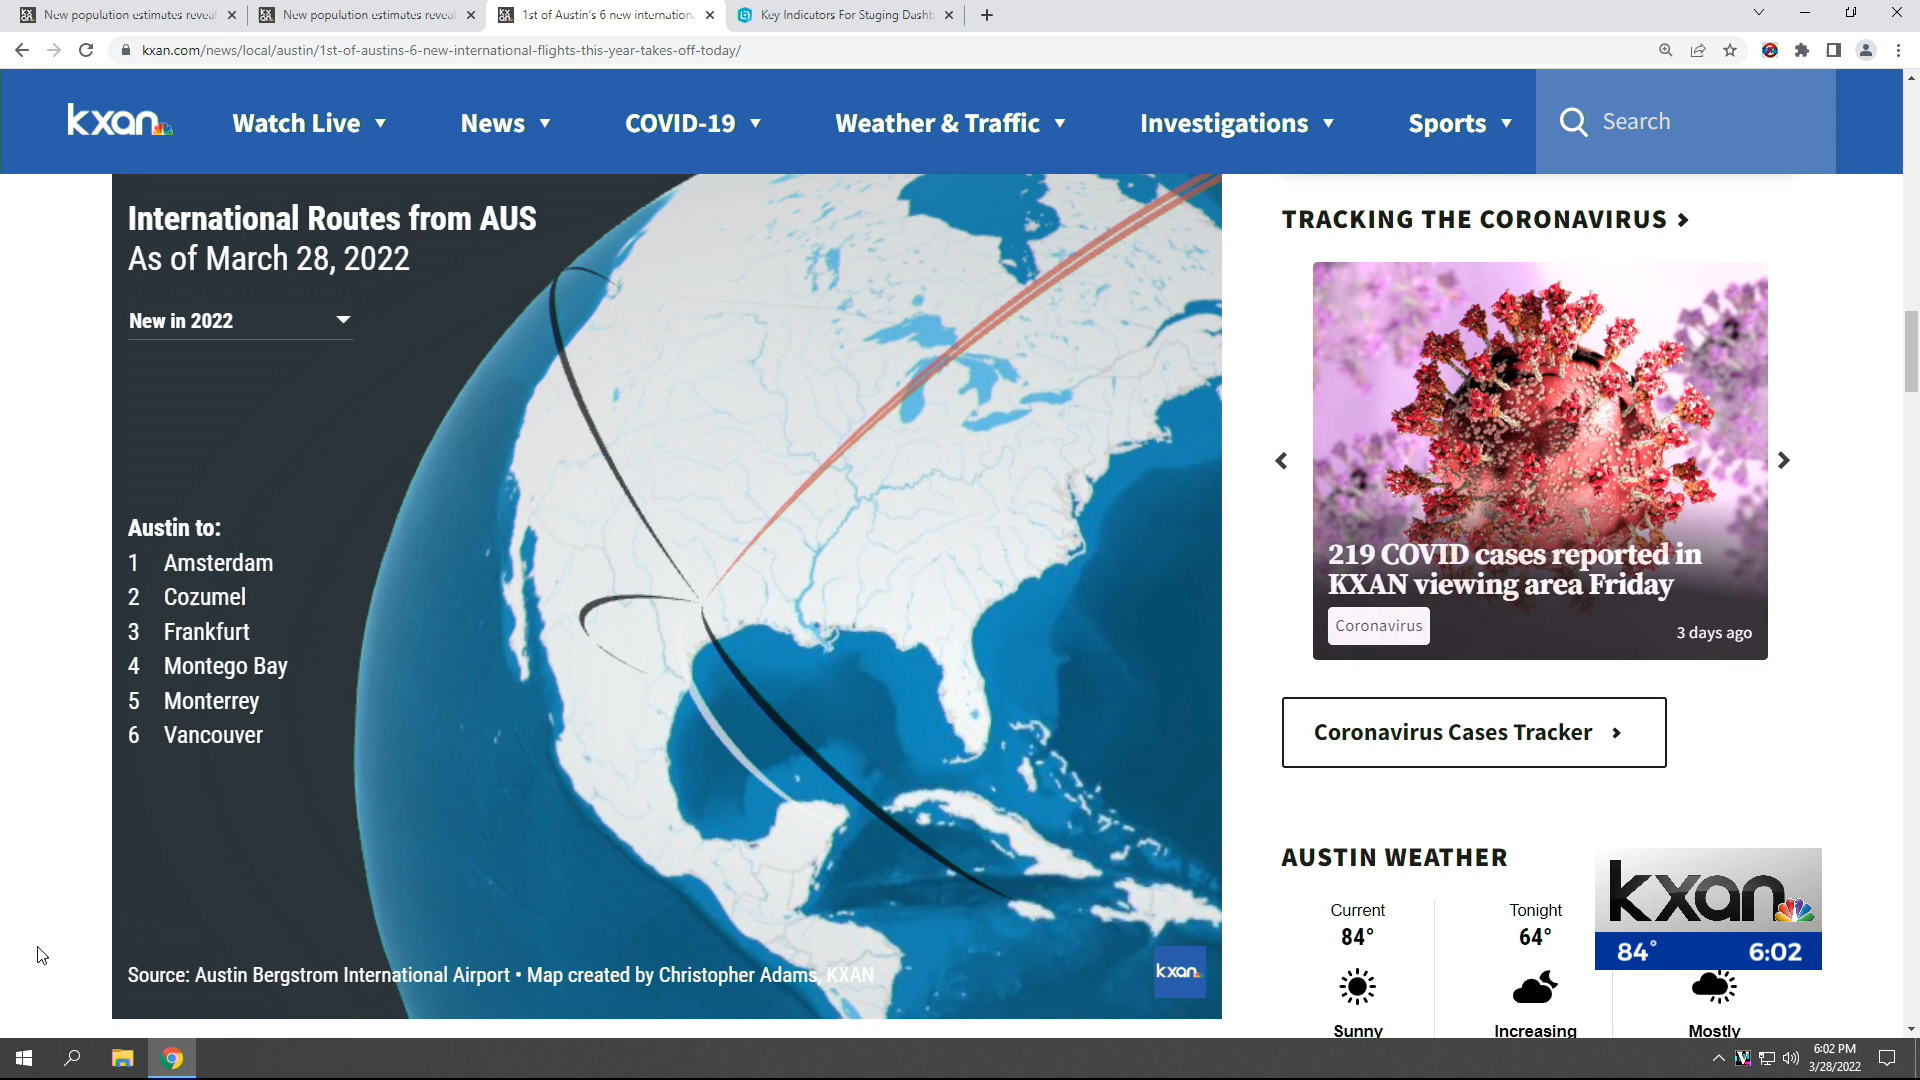 New population estimates reveal
New population estimates reveal
1st of Austin's 6 new internation
Key Indicators For Staging Dashb
kxan.com/news/local/austin/1st-of-austins-6-new-international-flights-this-year-takes-off-today/
kxan
Watch Live
News
COVID-19
Weather & Traffic
Investigations
Sports
Search
International Routes from AUS
As of March 28, 2022
New in 2022
Austin to:
1 Amsterdam
2 Cozumel
3 Frankfurt
4 Montego Bay
5 Monterrey
6 Vancouver
Source: Austin Bergstrom International Airport • Map created by Christopher Adams, KXAN
kxan
TRACKING THE CORONAVIRUS
219 COVID cases reported in
KXAN viewing area Friday
Coronavirus
3 days ago
Coronavirus Cases Tracker
AUSTIN WEATHER
Current
84°
Sunny
Tonight
64°
Increasing
Mostly
kxan
84° 6:02
6:02 PM
3/28/2022